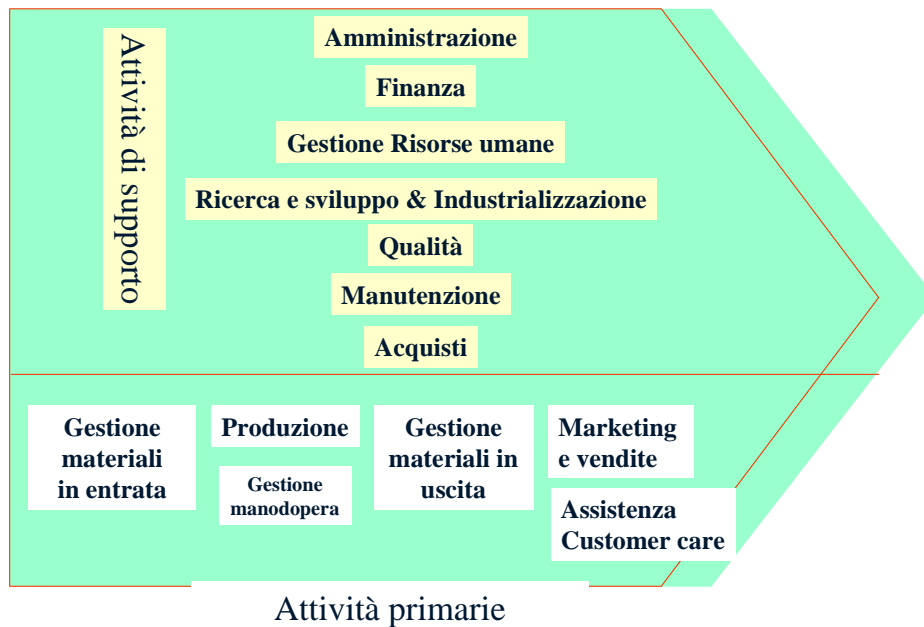 Attività di supporto
Amministrazione
Finanza
Gestione Risorse umane
Ricerca e sviluppo & Industrializzazione
Qualità
Manutenzione
Acquisti
Gestione
materiali
in entrata
Produzione
Gestione
manodopera
Gestione
materiali in
uscita
Marketing
e vendite
Assistenza
Customer care
Attività primarie